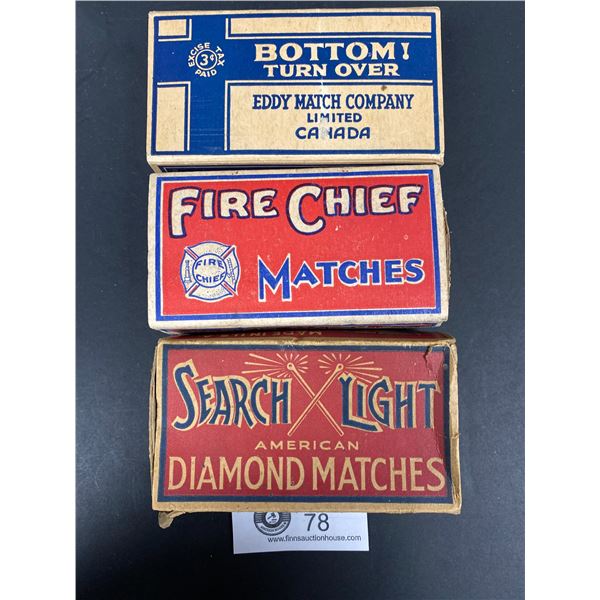 EXCISE TAX
3¢
PAID
BOTTOM!
TURN OVER
EDDY MATCH COMPANY
LIMITED
CANADA
FIRE CHIEF
FIRE
CHIEF
MATCHES
SEARCH LIGHT
AMERICAN
DIAMOND MATCHES
78
www.finnsauctionhouse.com